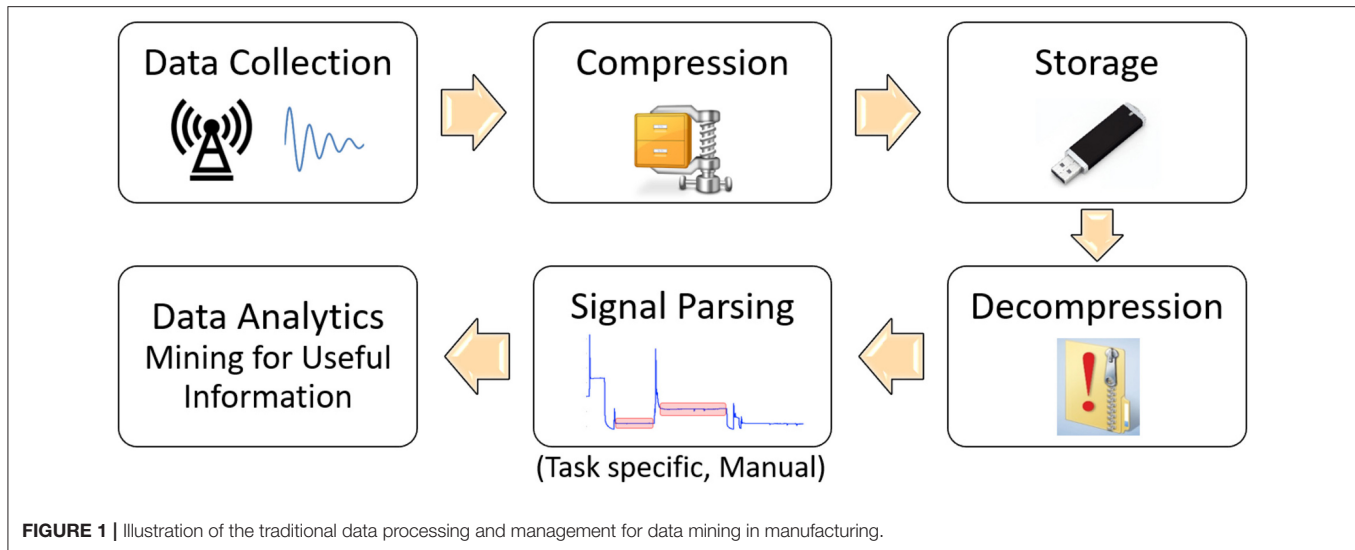 Data Collection
Compression
Storage
Data Analytics
Mining for Useful
Information
Signal Parsing
(Task specific, Manual)
Decompression
FIGURE 1 | Illustration of the traditional data processing and management for data mining in manufacturing.